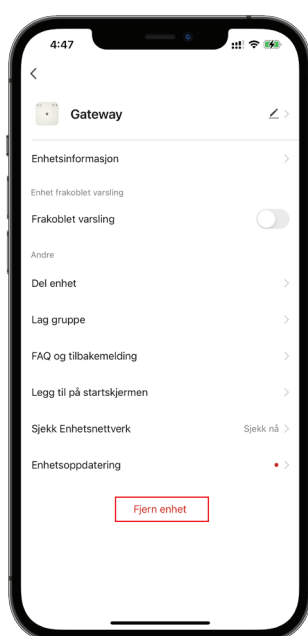 4:47
Gateway
Enhetsinformasjon
Enhet frakoblet varsling
Frakoblet varsling
Andre
Del enhet
Lag gruppe
FAQ og tilbakemelding
Legg til på startskjermen
Sjekk Enhetsnettverk Sjekk nå
Enhetsoppdatering
Fjern enhet